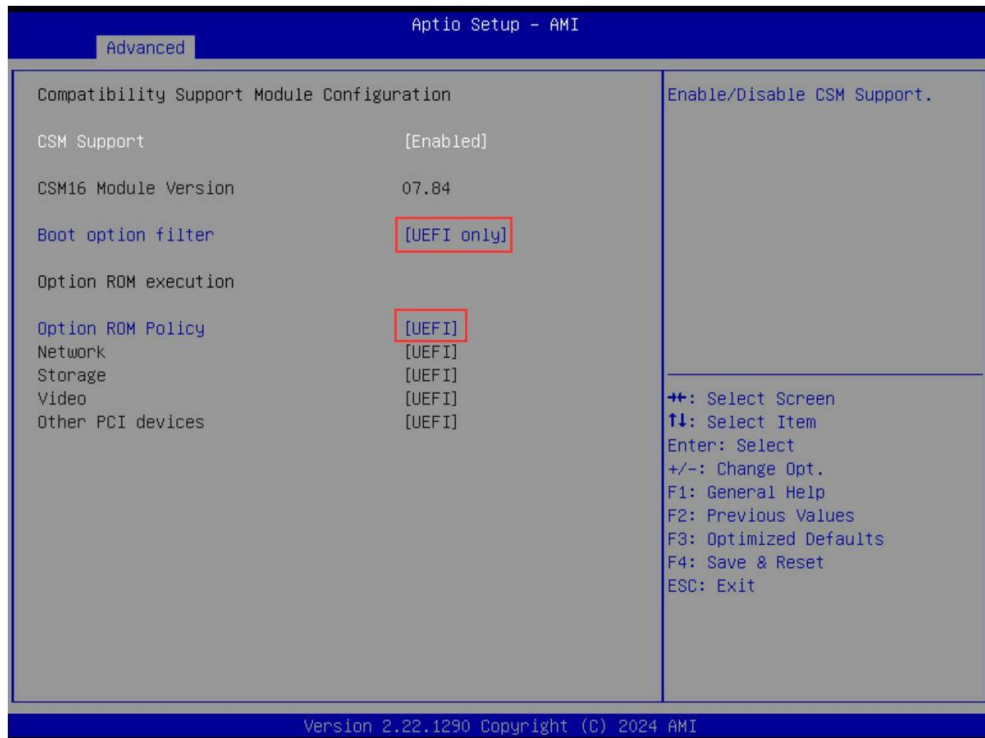 Aptio Setup – AMI
Advanced
Compatibility Support Module Configuration
CSM Support [Enabled]
CSM16 Module Version 07.84
Boot option filter [UEFI only]
Option ROM execution
Option ROM Policy [UEFI]
Network [UEFI]
Storage [UEFI]
Video [UEFI]
Other PCI devices [UEFI]
Enable/Disable CSM Support.
→←: Select Screen
↑↓: Select Item
Enter: Select
+/-: Change Opt.
F1: General Help
F2: Previous Values
F3: Optimized Defaults
F4: Save & Reset
ESC: Exit
Version 2.22.1290 Copyright (C) 2024 AMI